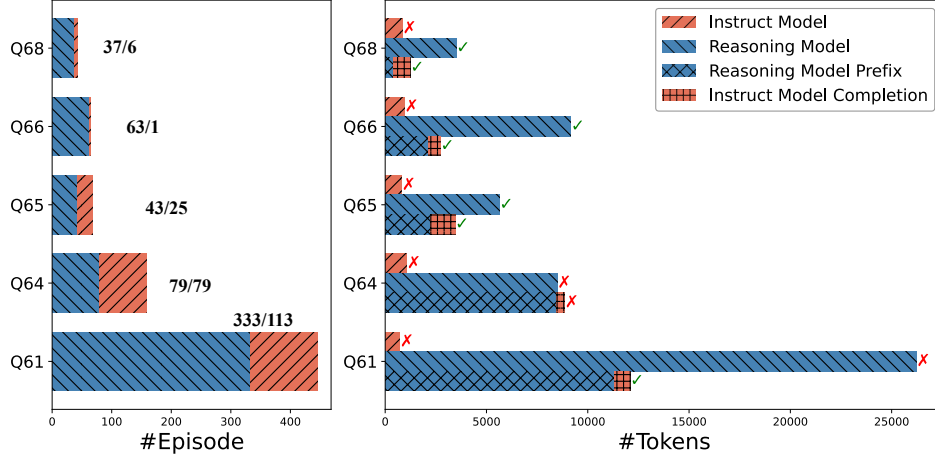 Q68
37/6
Q66
63/1
Q65
43/25
Q64
79/79
333/113
Q61
0 100 200 300 400
#Episode
Q68
✗
✓
✓
Q66
✗
✓
✓
Q65
✗
✓
✓
Q64
✗
✗
✗
Q61
✗
✗
✓
0 5000 10000 15000 20000 25000
#Tokens
Instruct Model
Reasoning Model
Reasoning Model Prefix
Instruct Model Completion